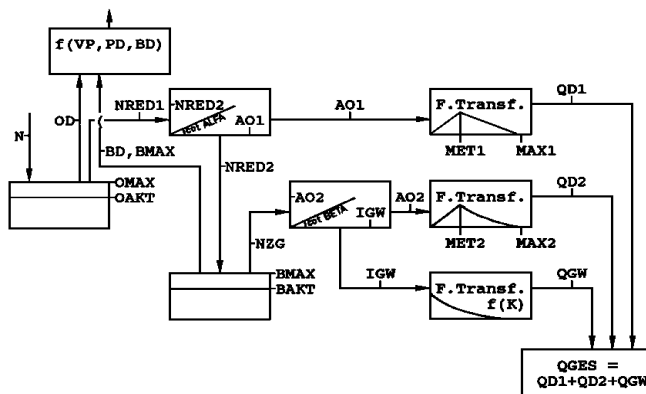 f(VP,PD,BD)
N
OD
NRED1
BD,BMAX
OMAX
OAKT
NRED2
test ALFA
AO1
AO1
F.Transf.
MET1
MAX1
QD1
NRED2
AO2
test BETA
IGW
AO2
F.Transf.
MET2
MAX2
QD2
NZG
BMAX
BAKT
IGW
F.Transf.
f(K)
QGW
QGES =
QD1+QD2+QGW